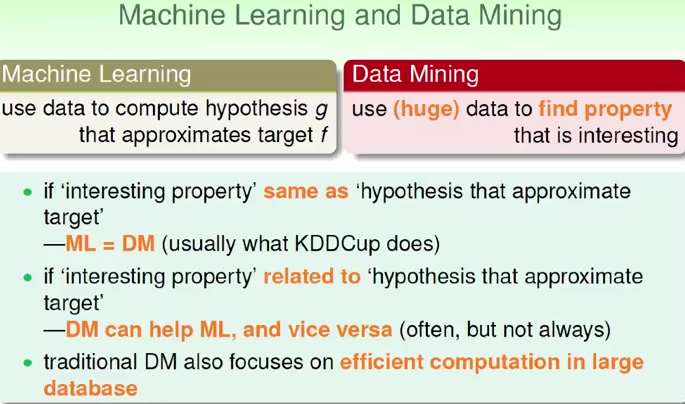 Machine Learning and Data Mining
Machine Learning
use data to compute hypothesis g
that approximates target f
Data Mining
use (huge) data to find property
that is interesting
• if ‘interesting property’ same as ‘hypothesis that approximate
target’
—ML = DM (usually what KDDCup does)
• if ‘interesting property’ related to ‘hypothesis that approximate
target’
—DM can help ML, and vice versa (often, but not always)
• traditional DM also focuses on efficient computation in large
database